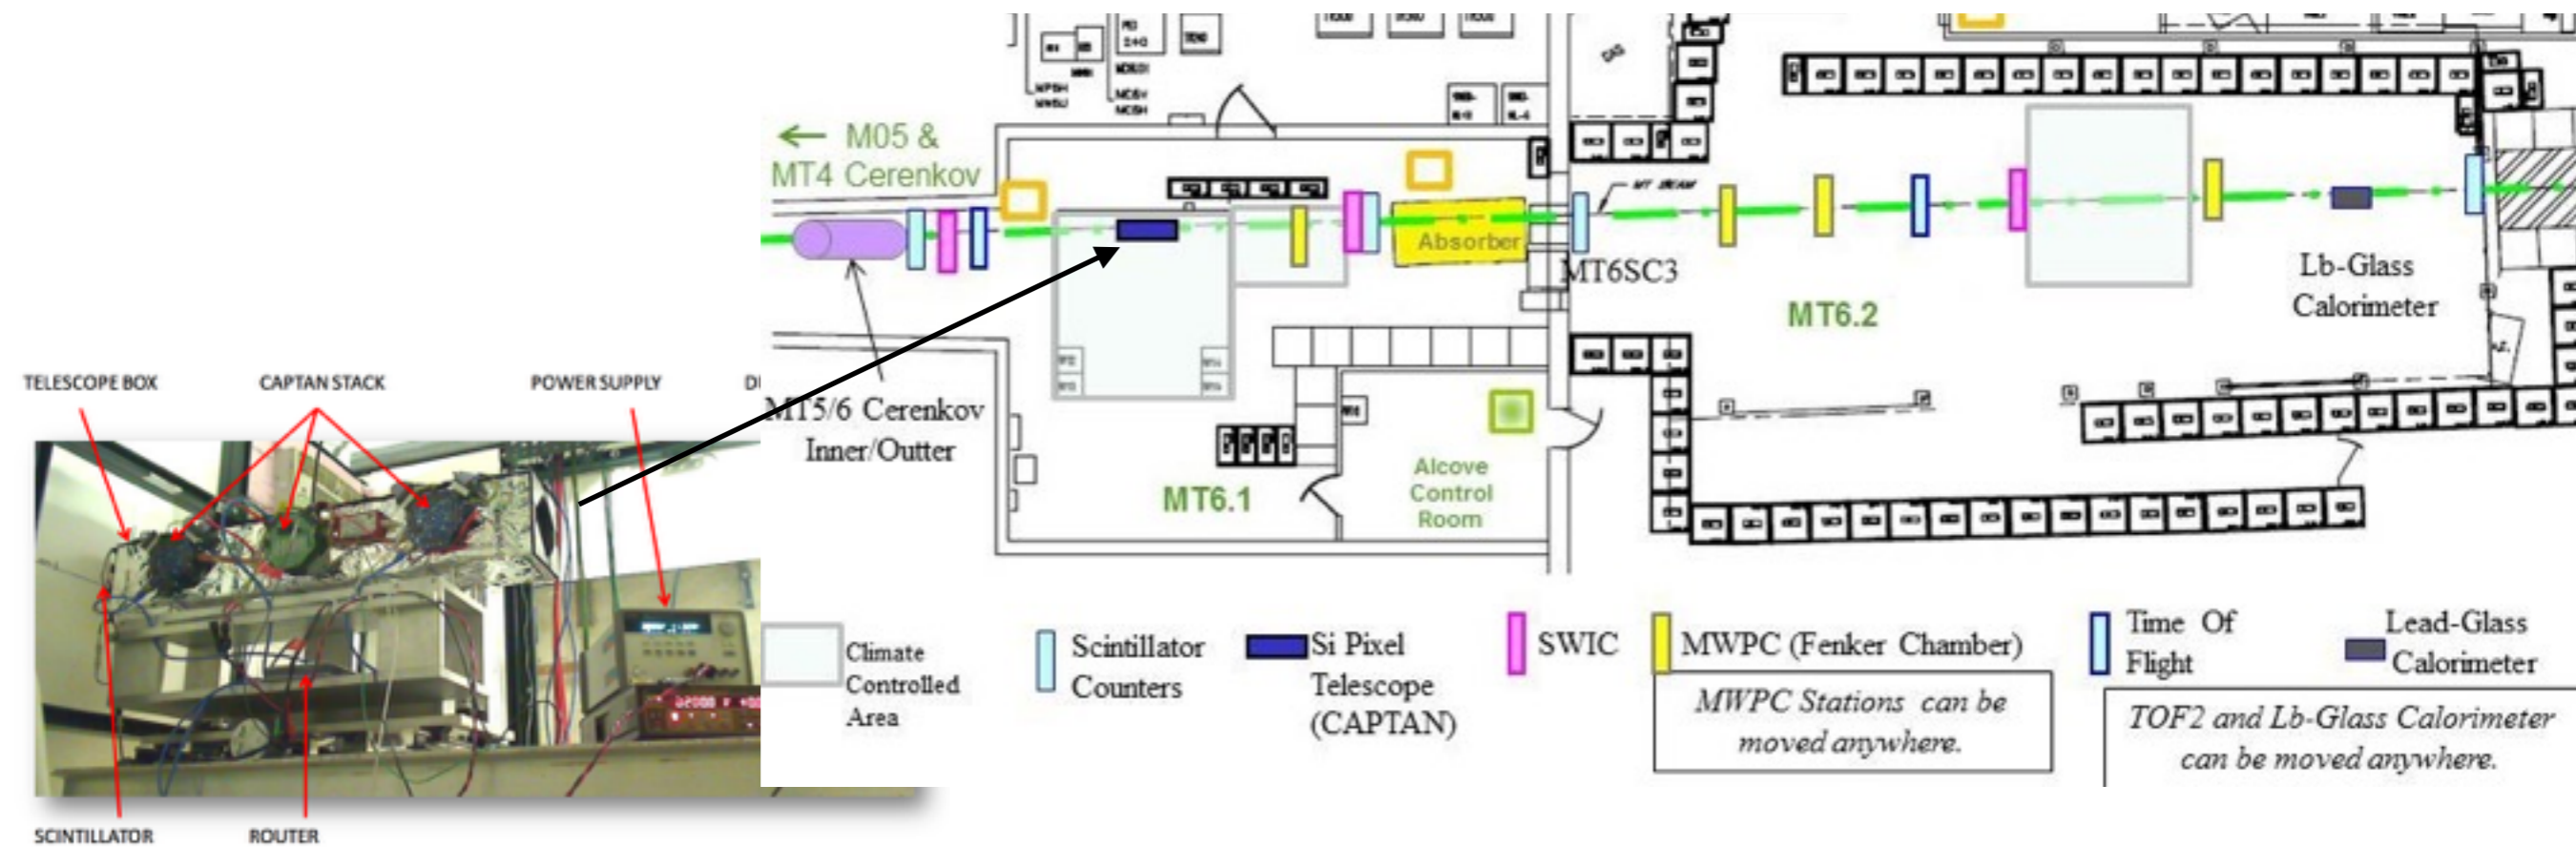 M05 &
MT4 Cerenkov
MT BEAM
Absorber
MT6SC3
MT6.2
Lb-Glass
Calorimeter
MT5/6 Cerenkov
Inner/Outter
MT6.1
Alcove
Control
Room
TELESCOPE BOX
CAPTAN STACK
POWER SUPPLY
SCINTILLATOR
ROUTER
Climate
Controlled
Area
Scintillator
Counters
Si Pixel
Telescope
(CAPTAN)
SWIC
MWPC (Fenker Chamber)
MWPC Stations can be
moved anywhere.
Time Of
Flight
Lead-Glass
Calorimeter
TOF2 and Lb-Glass Calorimeter
can be moved anywhere.